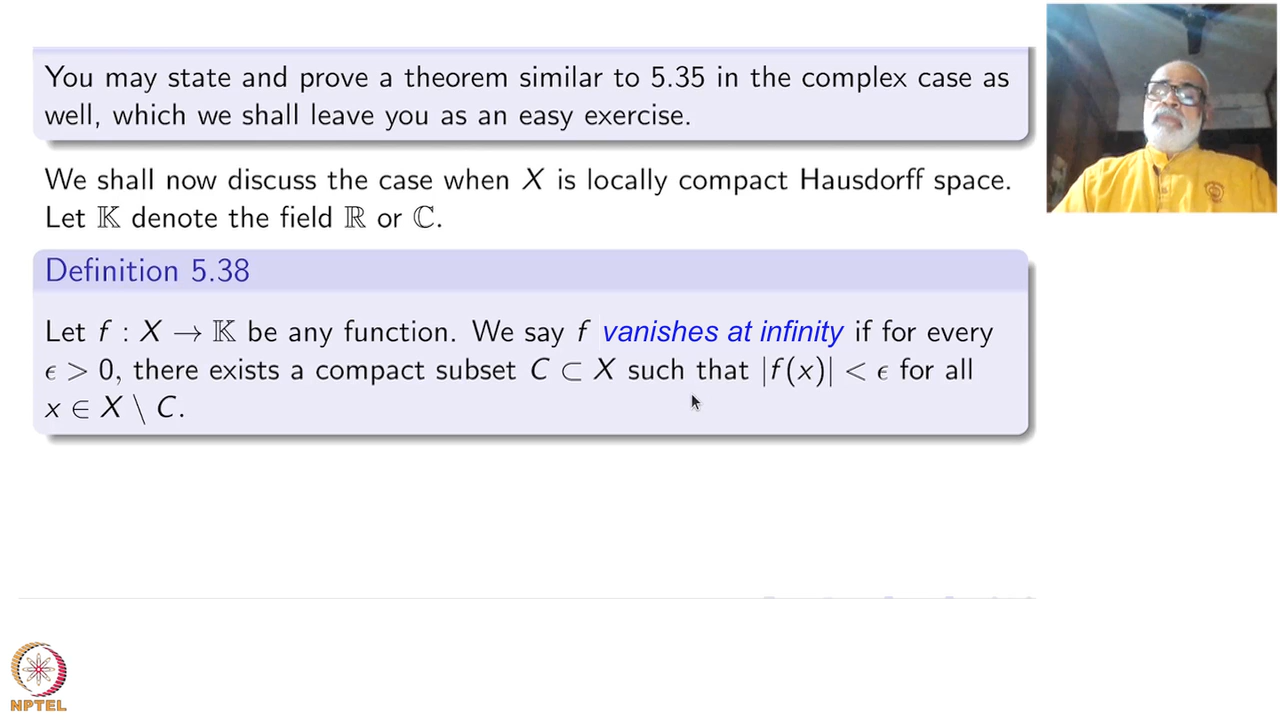 You may state and prove a theorem similar to 5.35 in the complex case as
well, which we shall leave you as an easy exercise.
We shall now discuss the case when X is locally compact Hausdorff space.
Let 𝕂 denote the field ℝ or ℂ.
Definition 5.38
Let f : X → 𝕂 be any function. We say f vanishes at infinity if for every
ϵ > 0, there exists a compact subset C ⊂ X such that |f(x)| < ϵ for all
x ∈ X \ C.
NPTEL